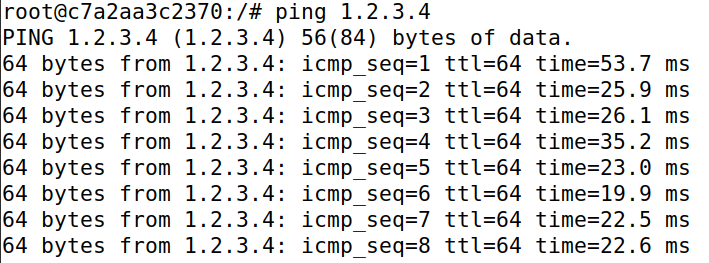 root@c7a2aa3c2370:/# ping 1.2.3.4
PING 1.2.3.4 (1.2.3.4) 56(84) bytes of data.
64 bytes from 1.2.3.4: icmp_seq=1 ttl=64 time=53.7 ms
64 bytes from 1.2.3.4: icmp_seq=2 ttl=64 time=25.9 ms
64 bytes from 1.2.3.4: icmp_seq=3 ttl=64 time=26.1 ms
64 bytes from 1.2.3.4: icmp_seq=4 ttl=64 time=35.2 ms
64 bytes from 1.2.3.4: icmp_seq=5 ttl=64 time=23.0 ms
64 bytes from 1.2.3.4: icmp_seq=6 ttl=64 time=19.9 ms
64 bytes from 1.2.3.4: icmp_seq=7 ttl=64 time=22.5 ms
64 bytes from 1.2.3.4: icmp_seq=8 ttl=64 time=22.6 ms